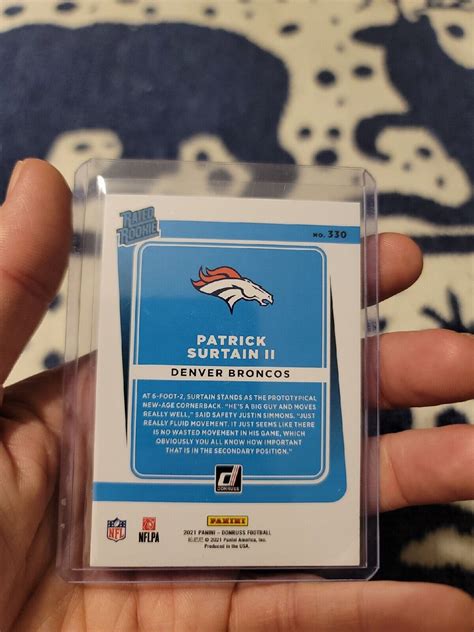 RATED
ROOKIE
NO. 330
PATRICK
SURTAIN II
DENVER BRONCOS
AT 6-FOOT-2, SURTAIN STANDS AS THE PROTOTYPICAL
NEW-AGE CORNERBACK. "HE'S A BIG GUY AND MOVES
REALLY WELL," SAID SAFETY JUSTIN SIMMONS. "JUST
REALLY FLUID MOVEMENT. IT JUST SEEMS LIKE THERE
IS NO WASTED MOVEMENT IN HIS GAME, WHICH
OBVIOUSLY YOU ALL KNOW HOW IMPORTANT
THAT IS IN THE SECONDARY POSITION."
DONRUSS
PANINI
NFL
NFLPA
2021 PANINI - DONRUSS FOOTBALL
© 2021 Panini America, Inc.
Produced in the USA.